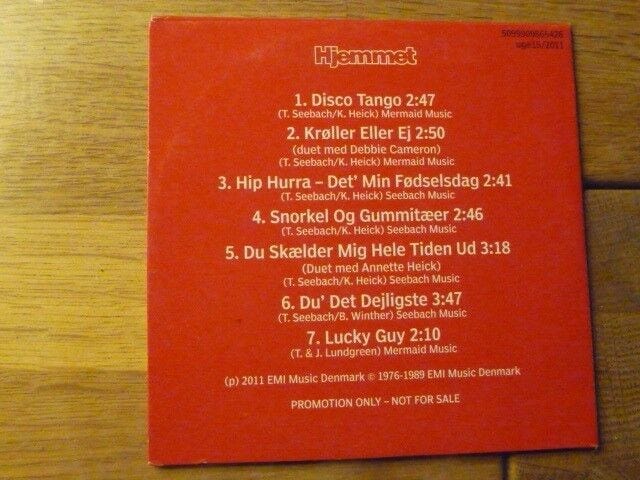 5099909665426
uge15/2011
Hjemmet
1. Disco Tango 2:47
(T. Seebach/K. Heick) Mermaid Music
2. Krøller Eller Ej 2:50
(duet med Debbie Cameron)
(T. Seebach/K. Heick) Mermaid Music
3. Hip Hurra – Det' Min Fødselsdag 2:41
(T. Seebach/K. Heick) Seebach Music
4. Snorkel Og Gummitæer 2:46
(T. Seebach/K. Heick) Seebach Music
5. Du Skælder Mig Hele Tiden Ud 3:18
(Duet med Annette Heick)
(T. Seebach/K. Heick) Seebach Music
6. Du' Det Dejligste 3:47
(T. Seebach/B. Winther) Seebach Music
7. Lucky Guy 2:10
(T. & J. Lundgreen) Mermaid Music
(p) 2011 EMI Music Denmark © 1976-1989 EMI Music Denmark
PROMOTION ONLY – NOT FOR SALE